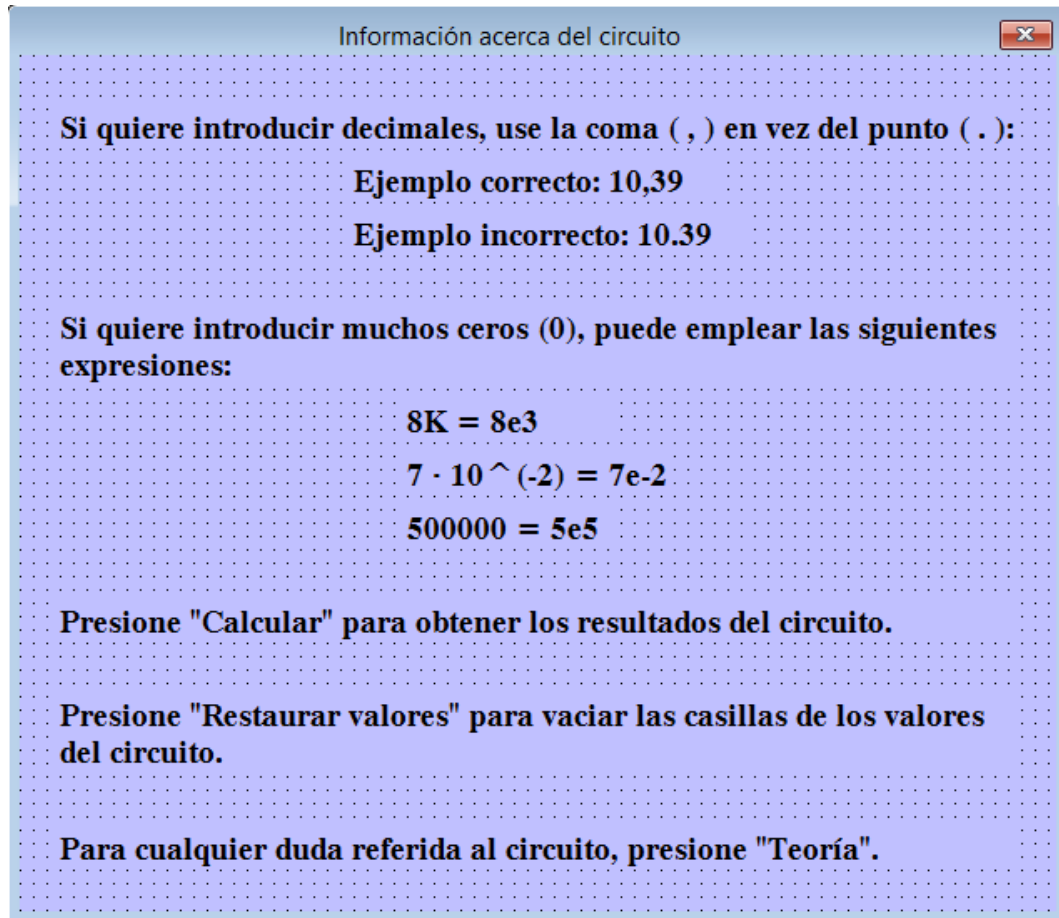 Información acerca del circuito
Si quiere introducir decimales, use la coma ( , ) en vez del punto ( . ):
Ejemplo correcto: 10,39
Ejemplo incorrecto: 10.39
Si quiere introducir muchos ceros (0), puede emplear las siguientes
expresiones:
8K = 8e3
7 · 10^(-2) = 7e-2
500000 = 5e5
Presione "Calcular" para obtener los resultados del circuito.
Presione "Restaurar valores" para vaciar las casillas de los valores
del circuito.
Para cualquier duda referida al circuito, presione "Teoría".